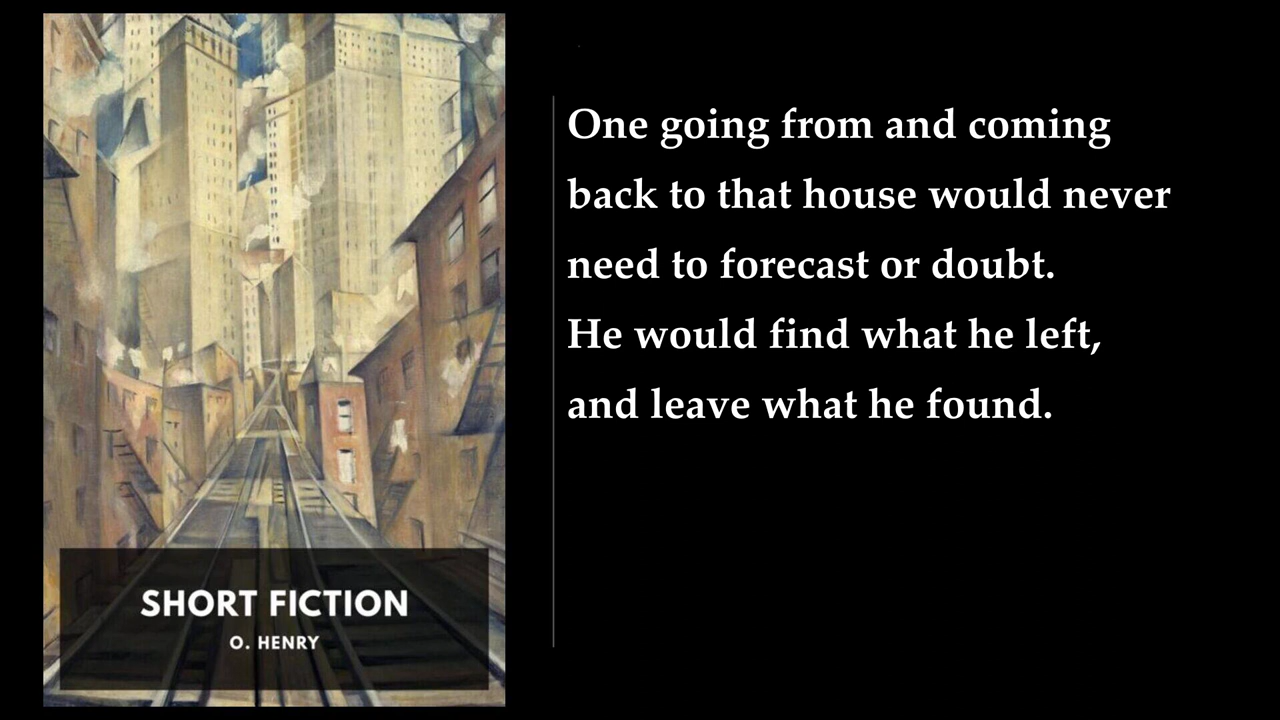 SHORT FICTION
O. HENRY
One going from and coming
back to that house would never
need to forecast or doubt.
He would find what he left,
and leave what he found.